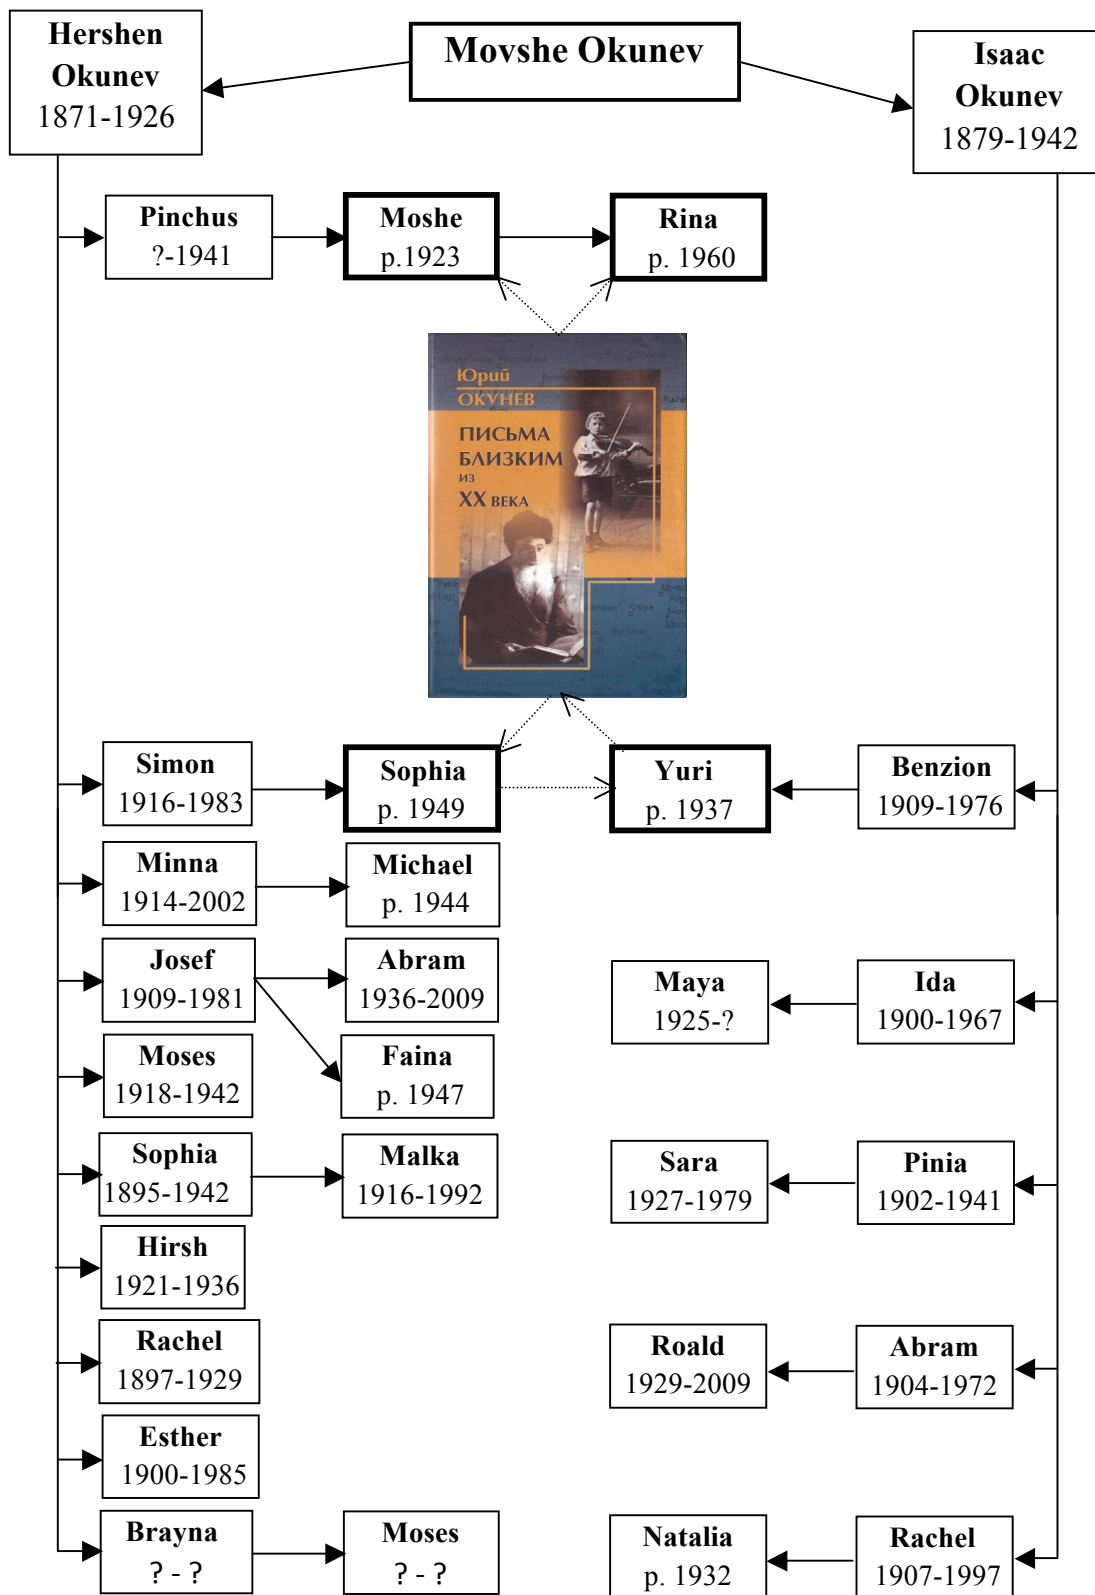 Hershen
Okunev
1871-1926
Movshe Okunev
Isaac
Okunev
1879-1942
Pinchus
?-1941
Moshe
p.1923
Rina
p. 1960
Юрий
ОКУНЕВ
ПИСЬМА
БЛИЗКИМ
ИЗ
XX ВЕКА
Simon
1916-1983
Sophia
p. 1949
Yuri
p. 1937
Benzion
1909-1976
Minna
1914-2002
Michael
p. 1944
Josef
1909-1981
Abram
1936-2009
Maya
1925-?
Ida
1900-1967
Moses
1918-1942
Faina
p. 1947
Sophia
1895-1942
Malka
1916-1992
Sara
1927-1979
Pinia
1902-1941
Hirsh
1921-1936
Rachel
1897-1929
Roald
1929-2009
Abram
1904-1972
Esther
1900-1985
Brayna
? - ?
Moses
? - ?
Natalia
p. 1932
Rachel
1907-1997